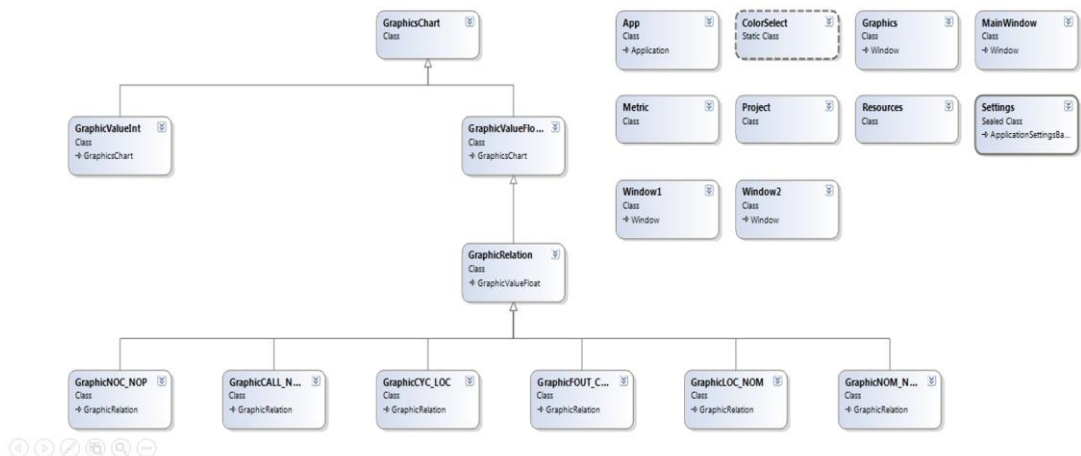 GraphicsChart
Class
App
Class
Application
ColorSelect
Static Class
Graphics
Class
Window
MainWindow
Class
Window
Metric
Class
Project
Class
Resources
Class
Settings
Sealed Class
ApplicationSettingsBa...
GraphicValueInt
Class
GraphicsChart
GraphicValueFlo...
Class
GraphicsChart
Window1
Class
Window
Window2
Class
Window
GraphicRelation
Class
GraphicValueFloat
GraphicNOC_NOP
Class
GraphicRelation
GraphicCALL_N...
Class
GraphicRelation
GraphicCYC_LOC
Class
GraphicRelation
GraphicFOUT_C...
Class
GraphicRelation
GraphicLOC_NOM
Class
GraphicRelation
GraphicNOM_N...
Class
GraphicRelation